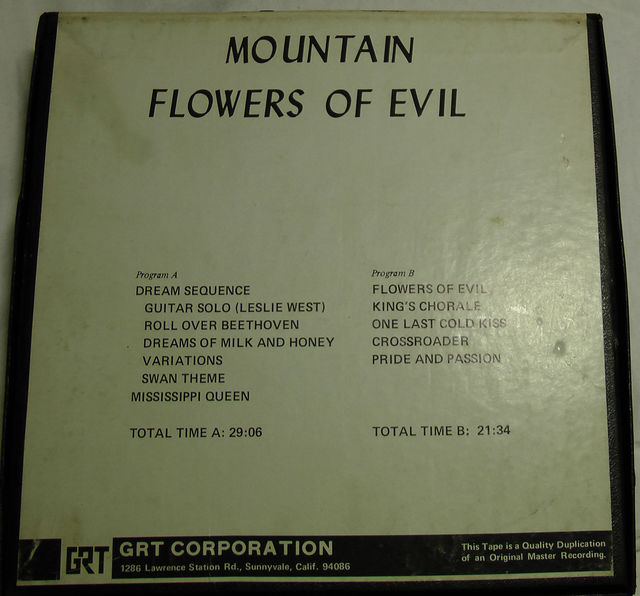 MOUNTAIN
FLOWERS OF EVIL
Program A
DREAM SEQUENCE
GUITAR SOLO (LESLIE WEST)
ROLL OVER BEETHOVEN
DREAMS OF MILK AND HONEY
VARIATIONS
SWAN THEME
MISSISSIPPI QUEEN
TOTAL TIME A: 29:06
Program B
FLOWERS OF EVIL
KING'S CHORALE
ONE LAST COLD KISS
CROSSROADER
PRIDE AND PASSION
TOTAL TIME B: 21:34
GRT
GRT CORPORATION
1286 Lawrence Station Rd., Sunnyvale, Calif. 94086
This Tape is a Quality Duplication
of an Original Master Recording.